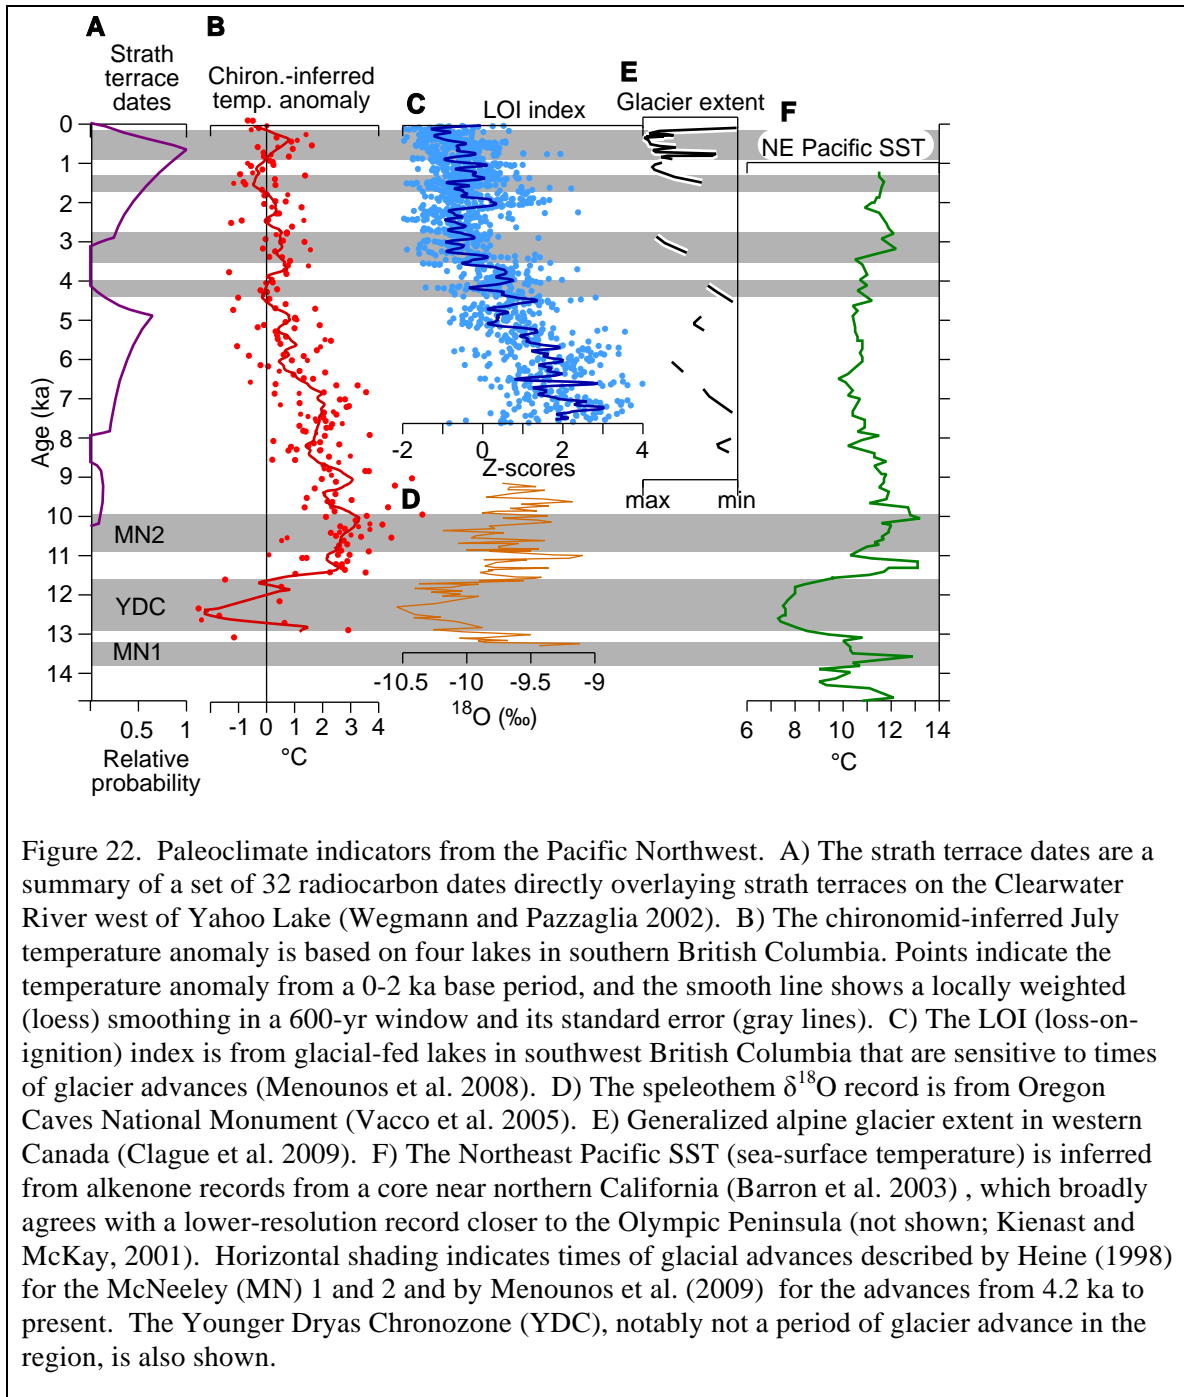 A
B
Strath
terrace
dates
Chiron.-inferred
temp. anomaly
C
LOI index
E
Glacier extent
F
NE Pacific SST
0
1
2
3
4
5
6
7
8
9
10
11
12
13
14
Age (ka)
MN2
YDC
MN1
-2 0 2 4
Z-scores
D
max min
0.5 1
Relative
probability
-1 0 1 2 3 4
°C
-10.5 -10 -9.5 -9
18O (‰)
6 8 10 12 14
°C
Figure 22. Paleoclimate indicators from the Pacific Northwest. A) The strath terrace dates are a
summary of a set of 32 radiocarbon dates directly overlaying strath terraces on the Clearwater
River west of Yahoo Lake (Wegmann and Pazzaglia 2002). B) The chironomid-inferred July
temperature anomaly is based on four lakes in southern British Columbia. Points indicate the
temperature anomaly from a 0-2 ka base period, and the smooth line shows a locally weighted
(loess) smoothing in a 600-yr window and its standard error (gray lines). C) The LOI (loss-on-
ignition) index is from glacial-fed lakes in southwest British Columbia that are sensitive to times
of glacier advances (Menounos et al. 2008). D) The speleothem δ18O record is from Oregon
Caves National Monument (Vacco et al. 2005). E) Generalized alpine glacier extent in western
Canada (Clague et al. 2009). F) The Northeast Pacific SST (sea-surface temperature) is inferred
from alkenone records from a core near northern California (Barron et al. 2003) , which broadly
agrees with a lower-resolution record closer to the Olympic Peninsula (not shown; Kienast and
McKay, 2001). Horizontal shading indicates times of glacial advances described by Heine (1998)
for the McNeeley (MN) 1 and 2 and by Menounos et al. (2009) for the advances from 4.2 ka to
present. The Younger Dryas Chronozone (YDC), notably not a period of glacier advance in the
region, is also shown.